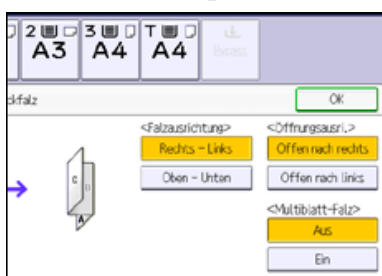 2 3 T
A3 A4 A4
Bypass
ckfalz
OK
<Falzausrichtung> <Öffnungsausri.>
Rechts - Links Offen nach rechts
Oben - Unten Offen nach links
<Multiblatt-Falz>
Aus
Ein
C D
A